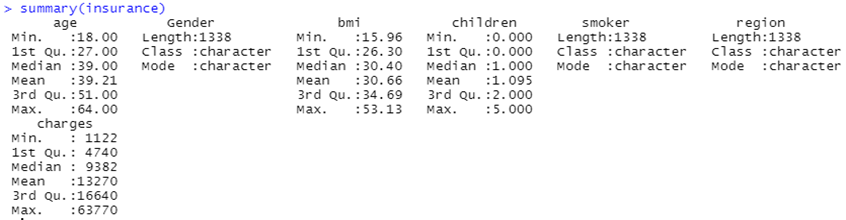 > summary(insurance)
age Gender bmi children smoker region
Min. :18.00 Length:1338 Min. :15.96 Min. :0.000 Length:1338 Length:1338
1st Qu.:27.00 Class :character 1st Qu.:26.30 1st Qu.:0.000 Class :character Class :character
Median :39.00 Mode :character Median :30.40 Median :1.000 Mode :character Mode :character
Mean :39.21 Mean :30.66 Mean :1.095
3rd Qu.:51.00 3rd Qu.:34.69 3rd Qu.:2.000
Max. :64.00 Max. :53.13 Max. :5.000
charges
Min. : 1122
1st Qu.: 4740
Median : 9382
Mean :13270
3rd Qu.:16640
Max. :63770